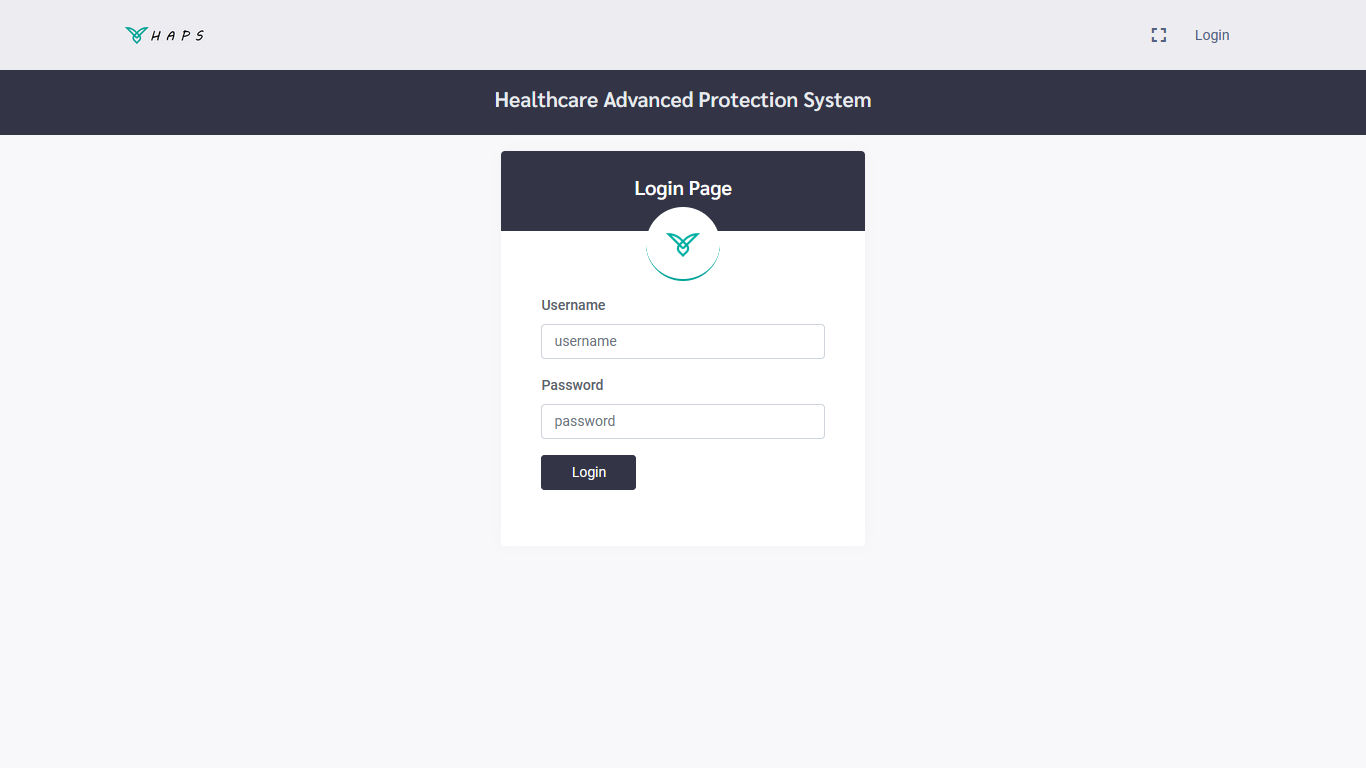 HAPS
Login
Healthcare Advanced Protection System
Login Page
Username
username
Password
password
Login